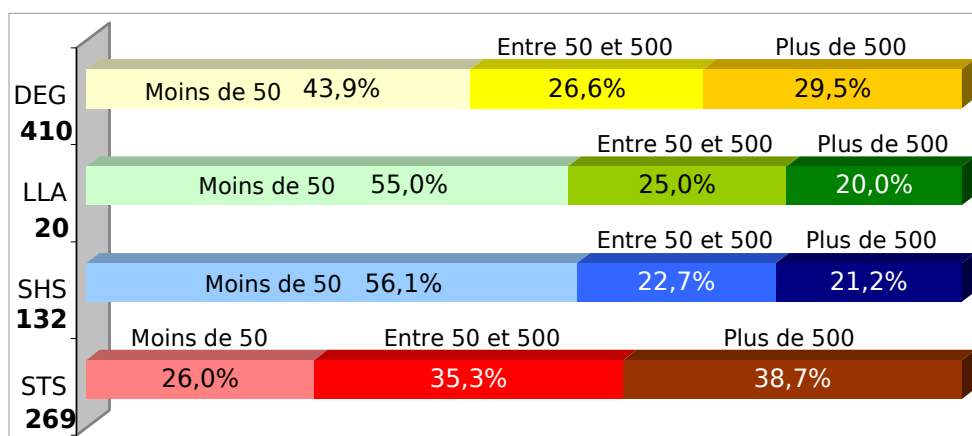 Entre 50 et 500 Plus de 500
DEG Moins de 50 43,9% 26,6% 29,5%
410
Entre 50 et 500 Plus de 500
LLA Moins de 50 55,0% 25,0% 20,0%
20
Entre 50 et 500 Plus de 500
SHS Moins de 50 56,1% 22,7% 21,2%
132
Moins de 50 Entre 50 et 500 Plus de 500
STS 26,0% 35,3% 38,7%
269